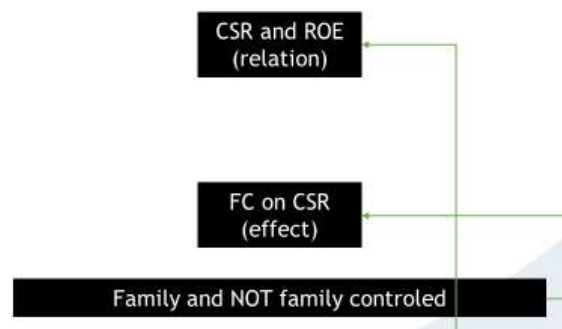 CSR and ROE
(relation)
FC on CSR
(effect)
Family and NOT family controled